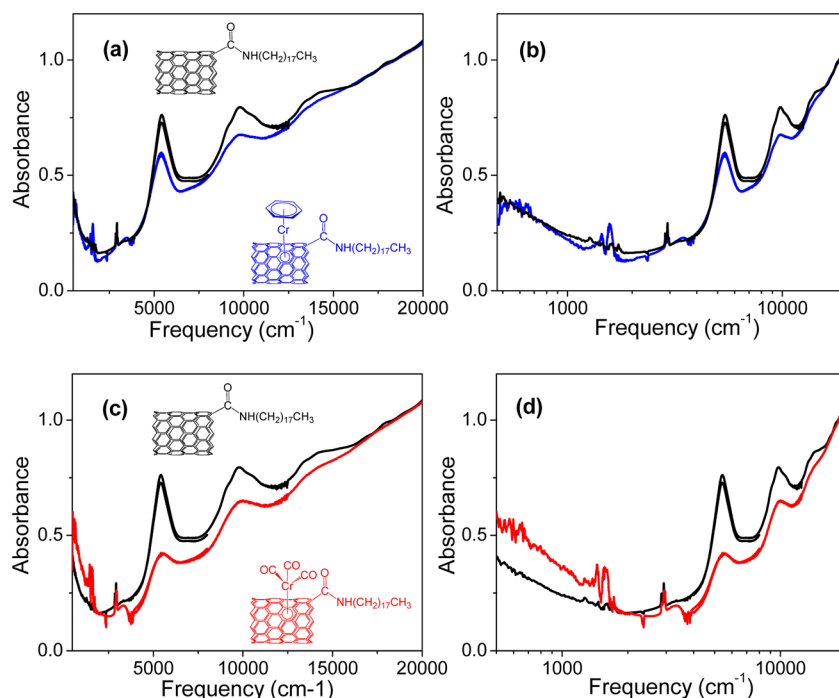 (a)
O
C
NH(CH2)17CH3
Cr
O
C
NH(CH2)17CH3
1.0
0.5
0.0
Absorbance
5000 10000 15000 20000
Frequency (cm-1)
(b)
1.0
0.5
0.0
Absorbance
1000 10000
Frequency (cm-1)
(c)
O
C
NH(CH2)17CH3
CO
OC CO
Cr
O
C
NH(CH2)17CH3
1.0
0.5
0.0
Absorbance
5000 10000 15000 20000
Frequency (cm-1)
(d)
1.0
0.5
0.0
Absorbance
1000 10000
Frequency (cm-1)